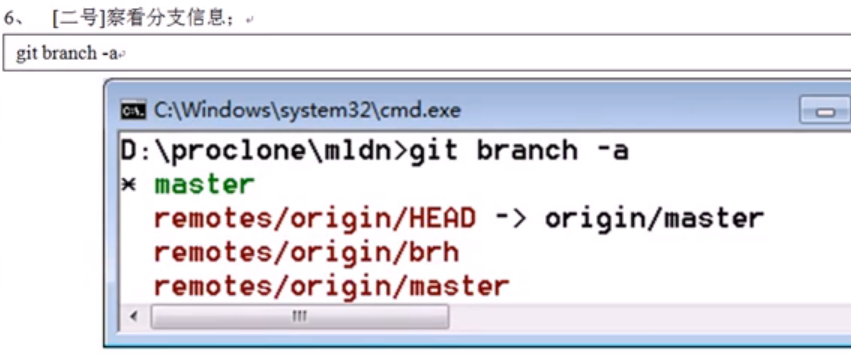 6、 [二号]察看分支信息；
git branch -a
C:\Windows\system32\cmd.exe
D:\proclone\mldn>git branch -a
* master
remotes/origin/HEAD -> origin/master
remotes/origin/brh
remotes/origin/master